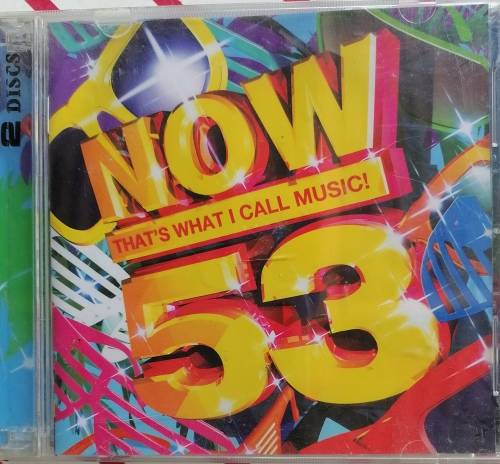 2 DISCS
NOW
THAT'S WHAT I CALL MUSIC!
53